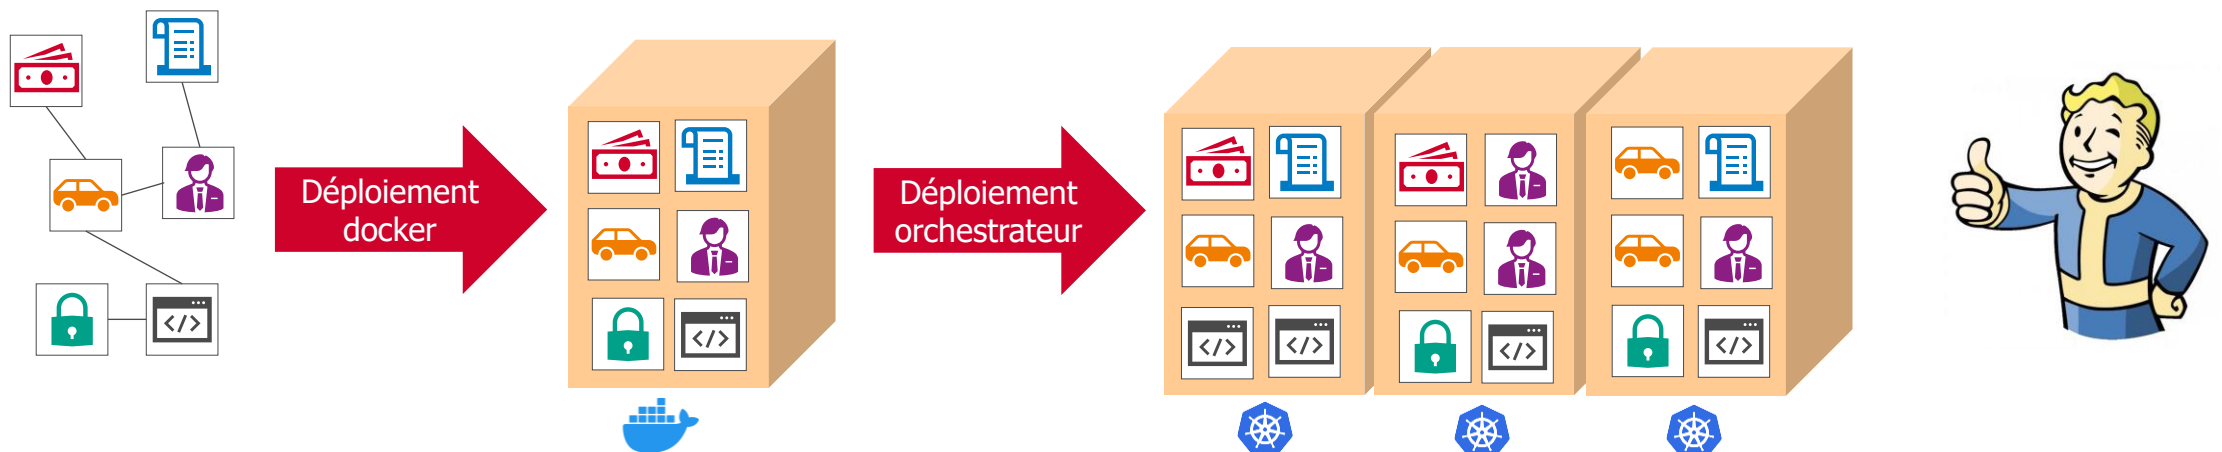 Déploiement
docker
Déploiement
orchestrateur
</>
</>
</>
</>
</>
</>